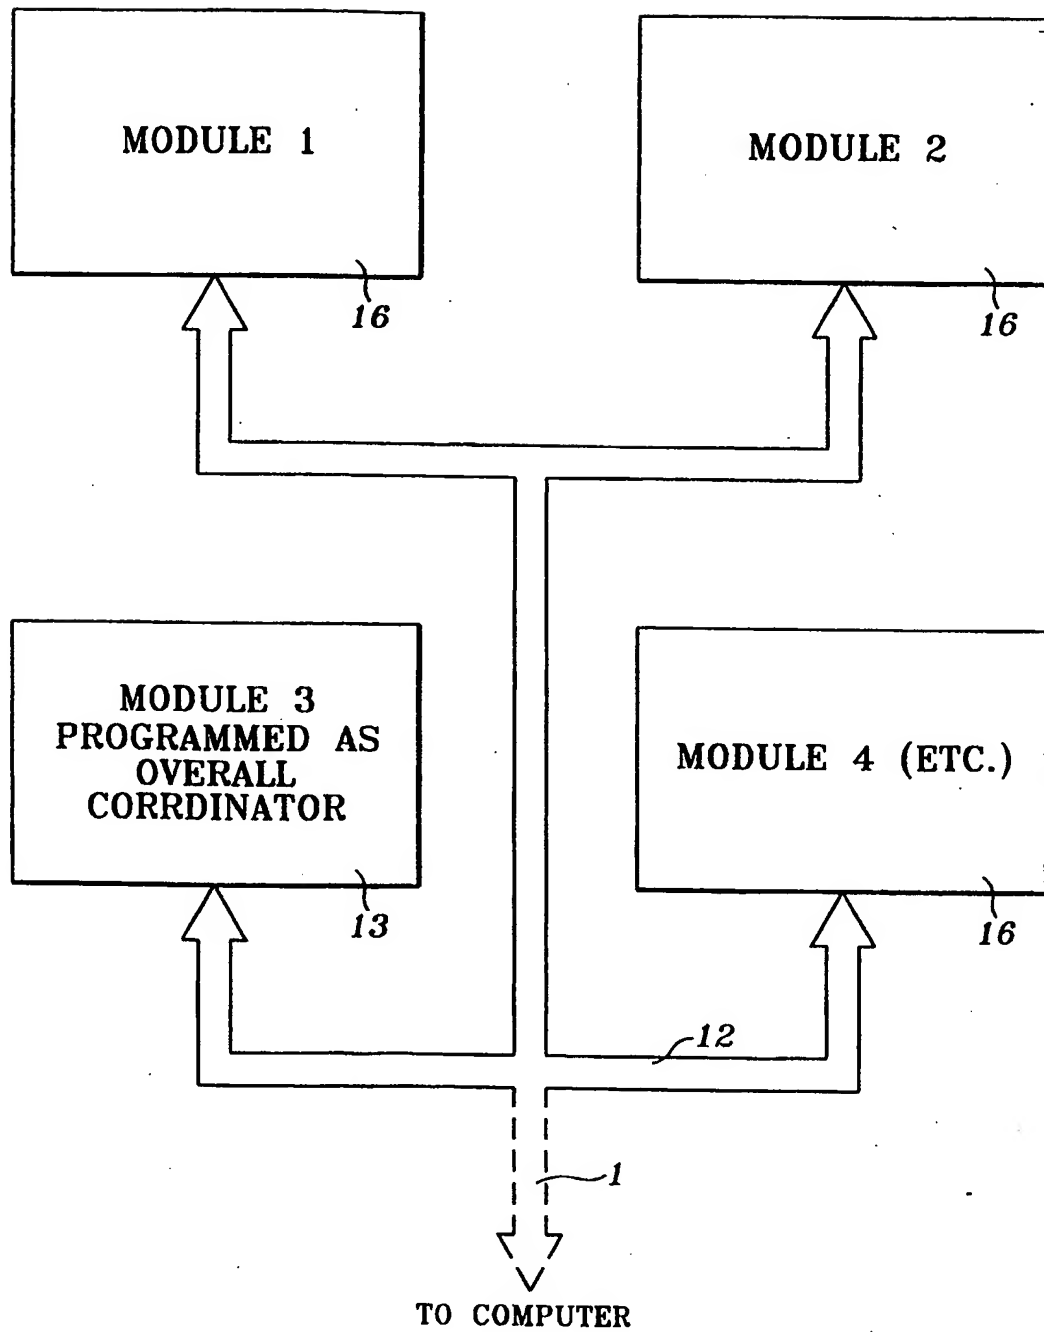 MODULE 1
16
MODULE 2
16
MODULE 3
PROGRAMMED AS
OVERALL
CORRDINATOR
13
MODULE 4 (ETC.)
16
12
1
TO COMPUTER